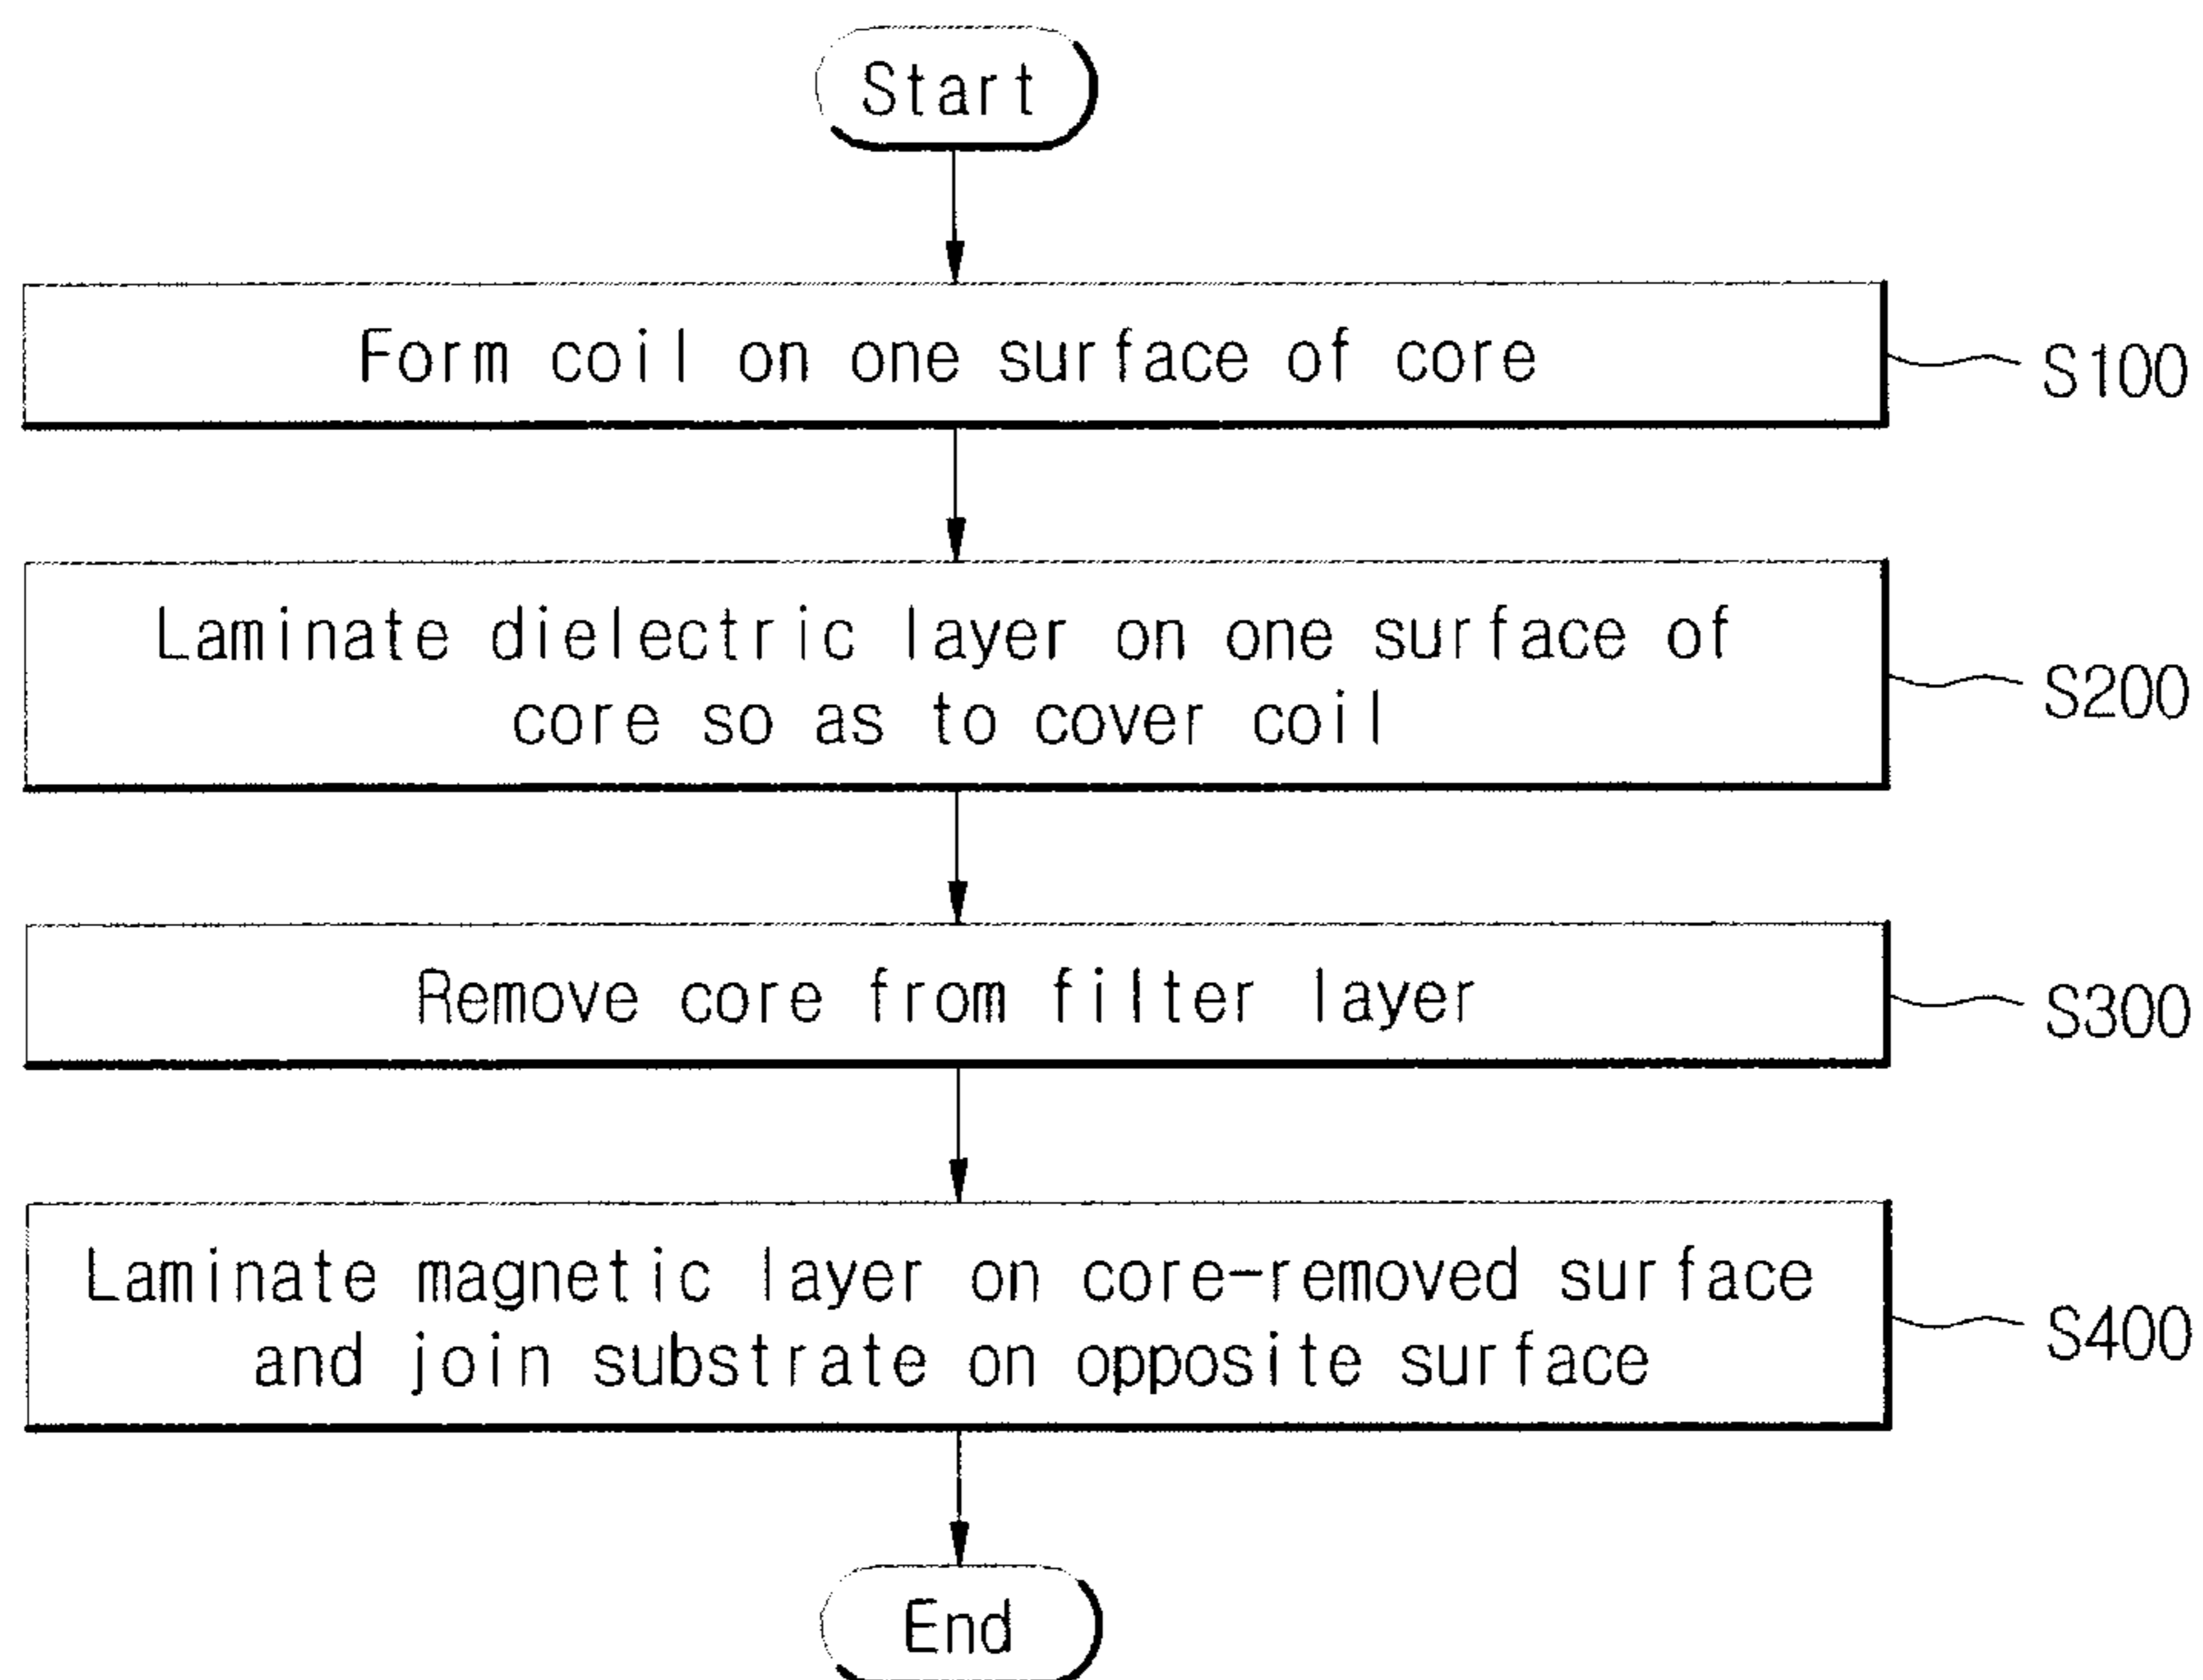 Start
Form coil on one surface of core
S100
Laminate dielectric layer on one surface of
core so as to cover coil
S200
Remove core from filter layer
S300
Laminate magnetic layer on core-removed surface
and join substrate on opposite surface
S400
End